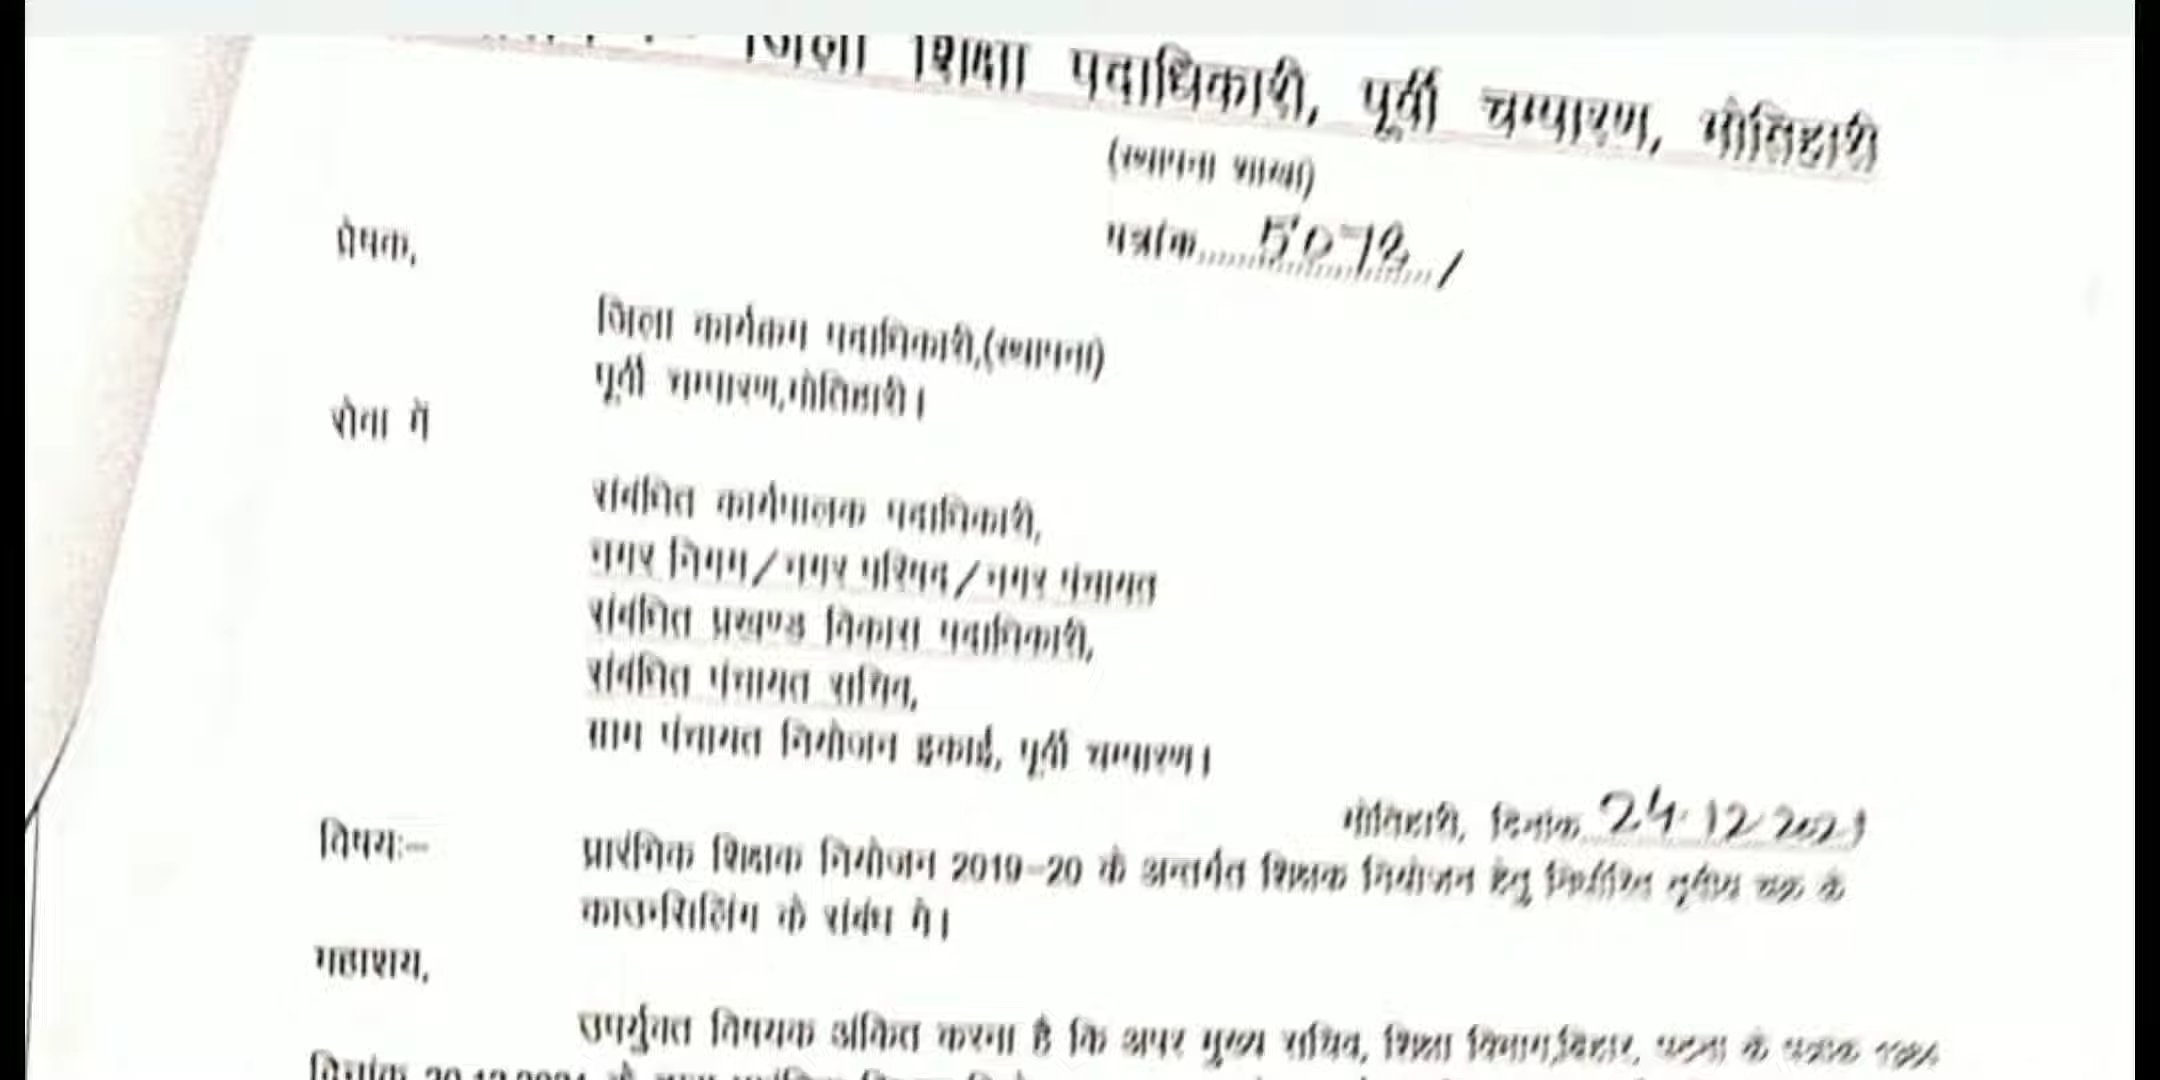 जिला शिक्षा पदाधिकारी, पूर्वी चम्पारण, मोतिहारी
(स्थापना शाखा)
पत्रांक.....5072/
प्रेषक,
जिला कार्यक्रम पदाधिकारी,(स्थापना)
पूर्वी चम्पारण,मोतिहारी।
सेवा में
संबंधित कार्यपालक पदाधिकारी,
नगर निगम/नगर परिषद/नगर पंचायत
संबंधित प्रखण्ड विकास पदाधिकारी,
संबंधित पंचायत सचिव,
ग्राम पंचायत नियोजन इकाई, पूर्वी चम्पारण।
मोतिहारी, दिनांक 24.12.2021
विषय:– प्रारंभिक शिक्षक नियोजन 2019–20 के अन्तर्गत शिक्षक नियोजन हेतु निर्धारित तृतीय चक्र के
काउन्सिलिंग के संबंध में।
महाशय,
उपर्युक्त विषयक अंकित करना है कि अपर मुख्य सचिव, शिक्षा विभाग,बिहार, पटना के पत्रांक
दिनांक